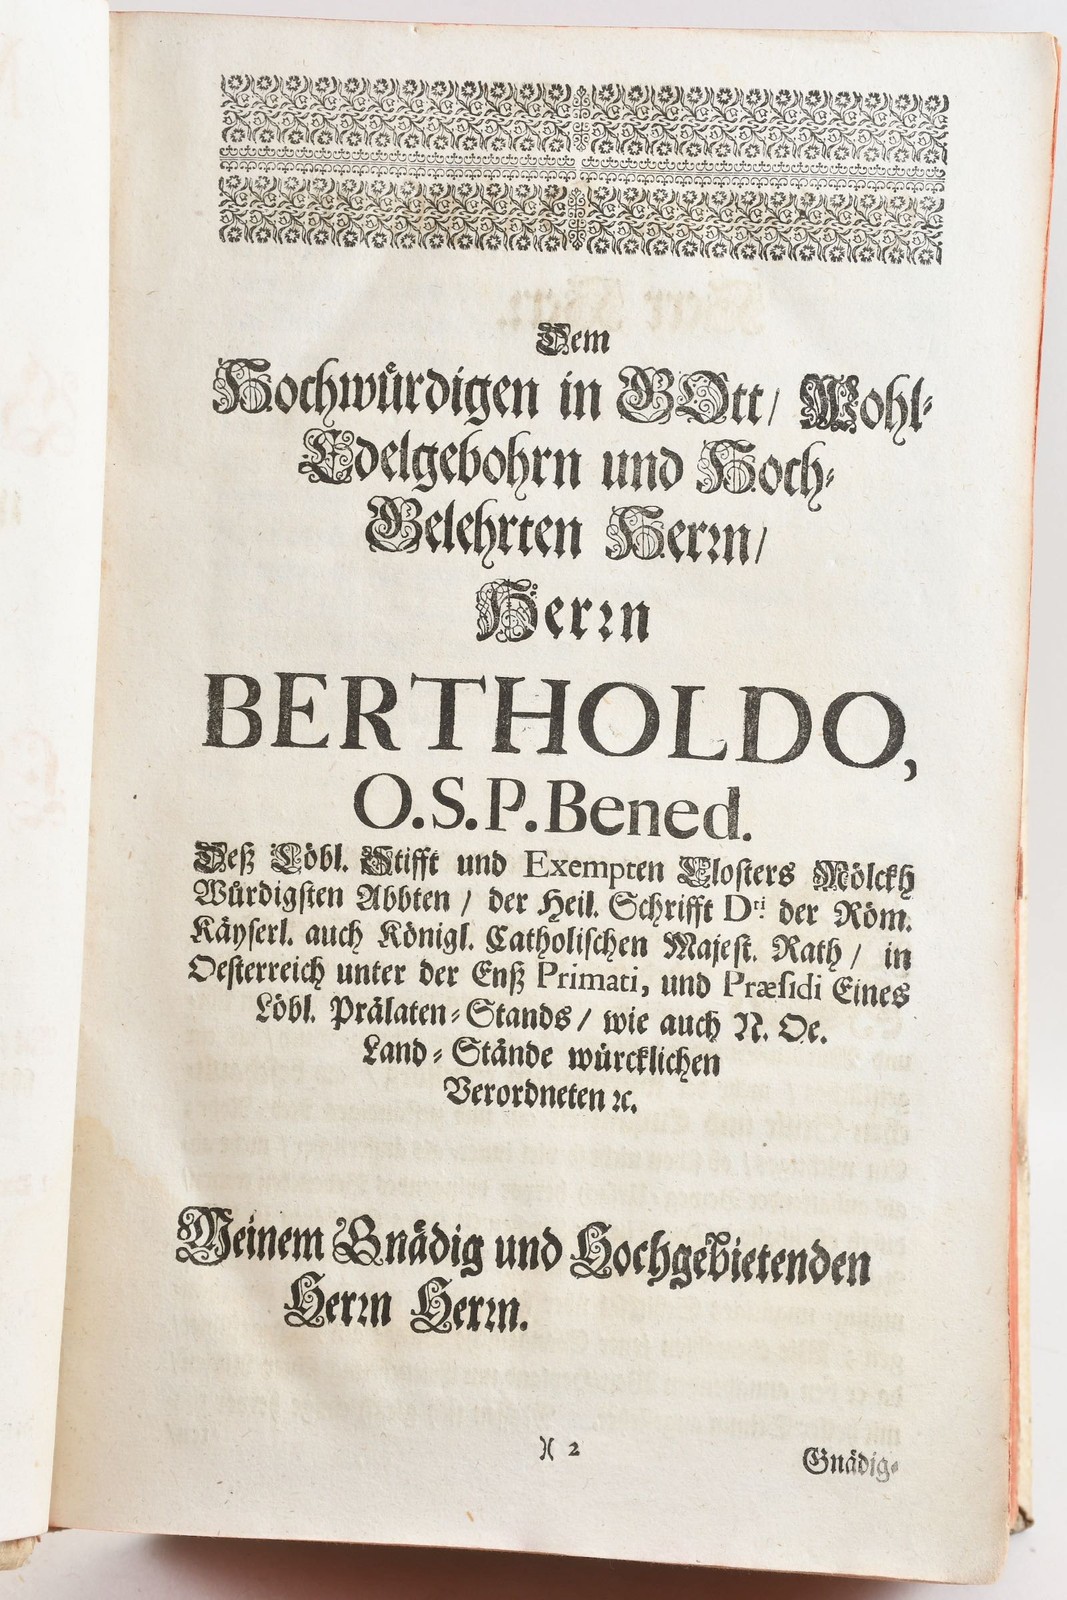 Dem
Hochwürdigen in GOtt/ Wohl-
Edelgebohrn und Hoch-
Gelehrten Herrn/
Herrn
BERTHOLDO,
O.S.P.Bened.
Deß Löbl. Stifft und Exempten Closters Mölckh
Würdigsten Abbten / der Heil. Schrifft Dri. der Röm.
Käyserl. auch Königl. Catholischen Majest. Rath / in
Oesterreich unter der Enß Primati, und Præsidi Eines
Löbl. Prälaten-Stands / wie auch N. Oe.
Land-Stände würcklichen
Verordneten ꝛc.
Meinem Gnädig und Hochgebietenden
Herrn Herrn.
)( 2
Gnädig-